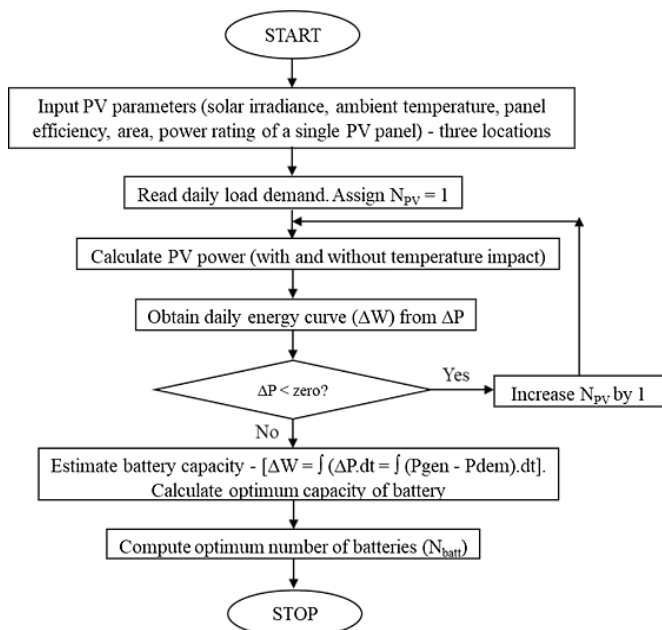 START
Input PV parameters (solar irradiance, ambient temperature, panel
efficiency, area, power rating of a single PV panel) - three locations
Read daily load demand. Assign N_PV = 1
Calculate PV power (with and without temperature impact)
Obtain daily energy curve (ΔW) from ΔP
ΔP < zero?
Yes
Increase N_PV by 1
No
Estimate battery capacity - [ΔW = ∫ (ΔP.dt = ∫ (Pgen - Pdem).dt].
Calculate optimum capacity of battery
Compute optimum number of batteries (N_batt)
STOP